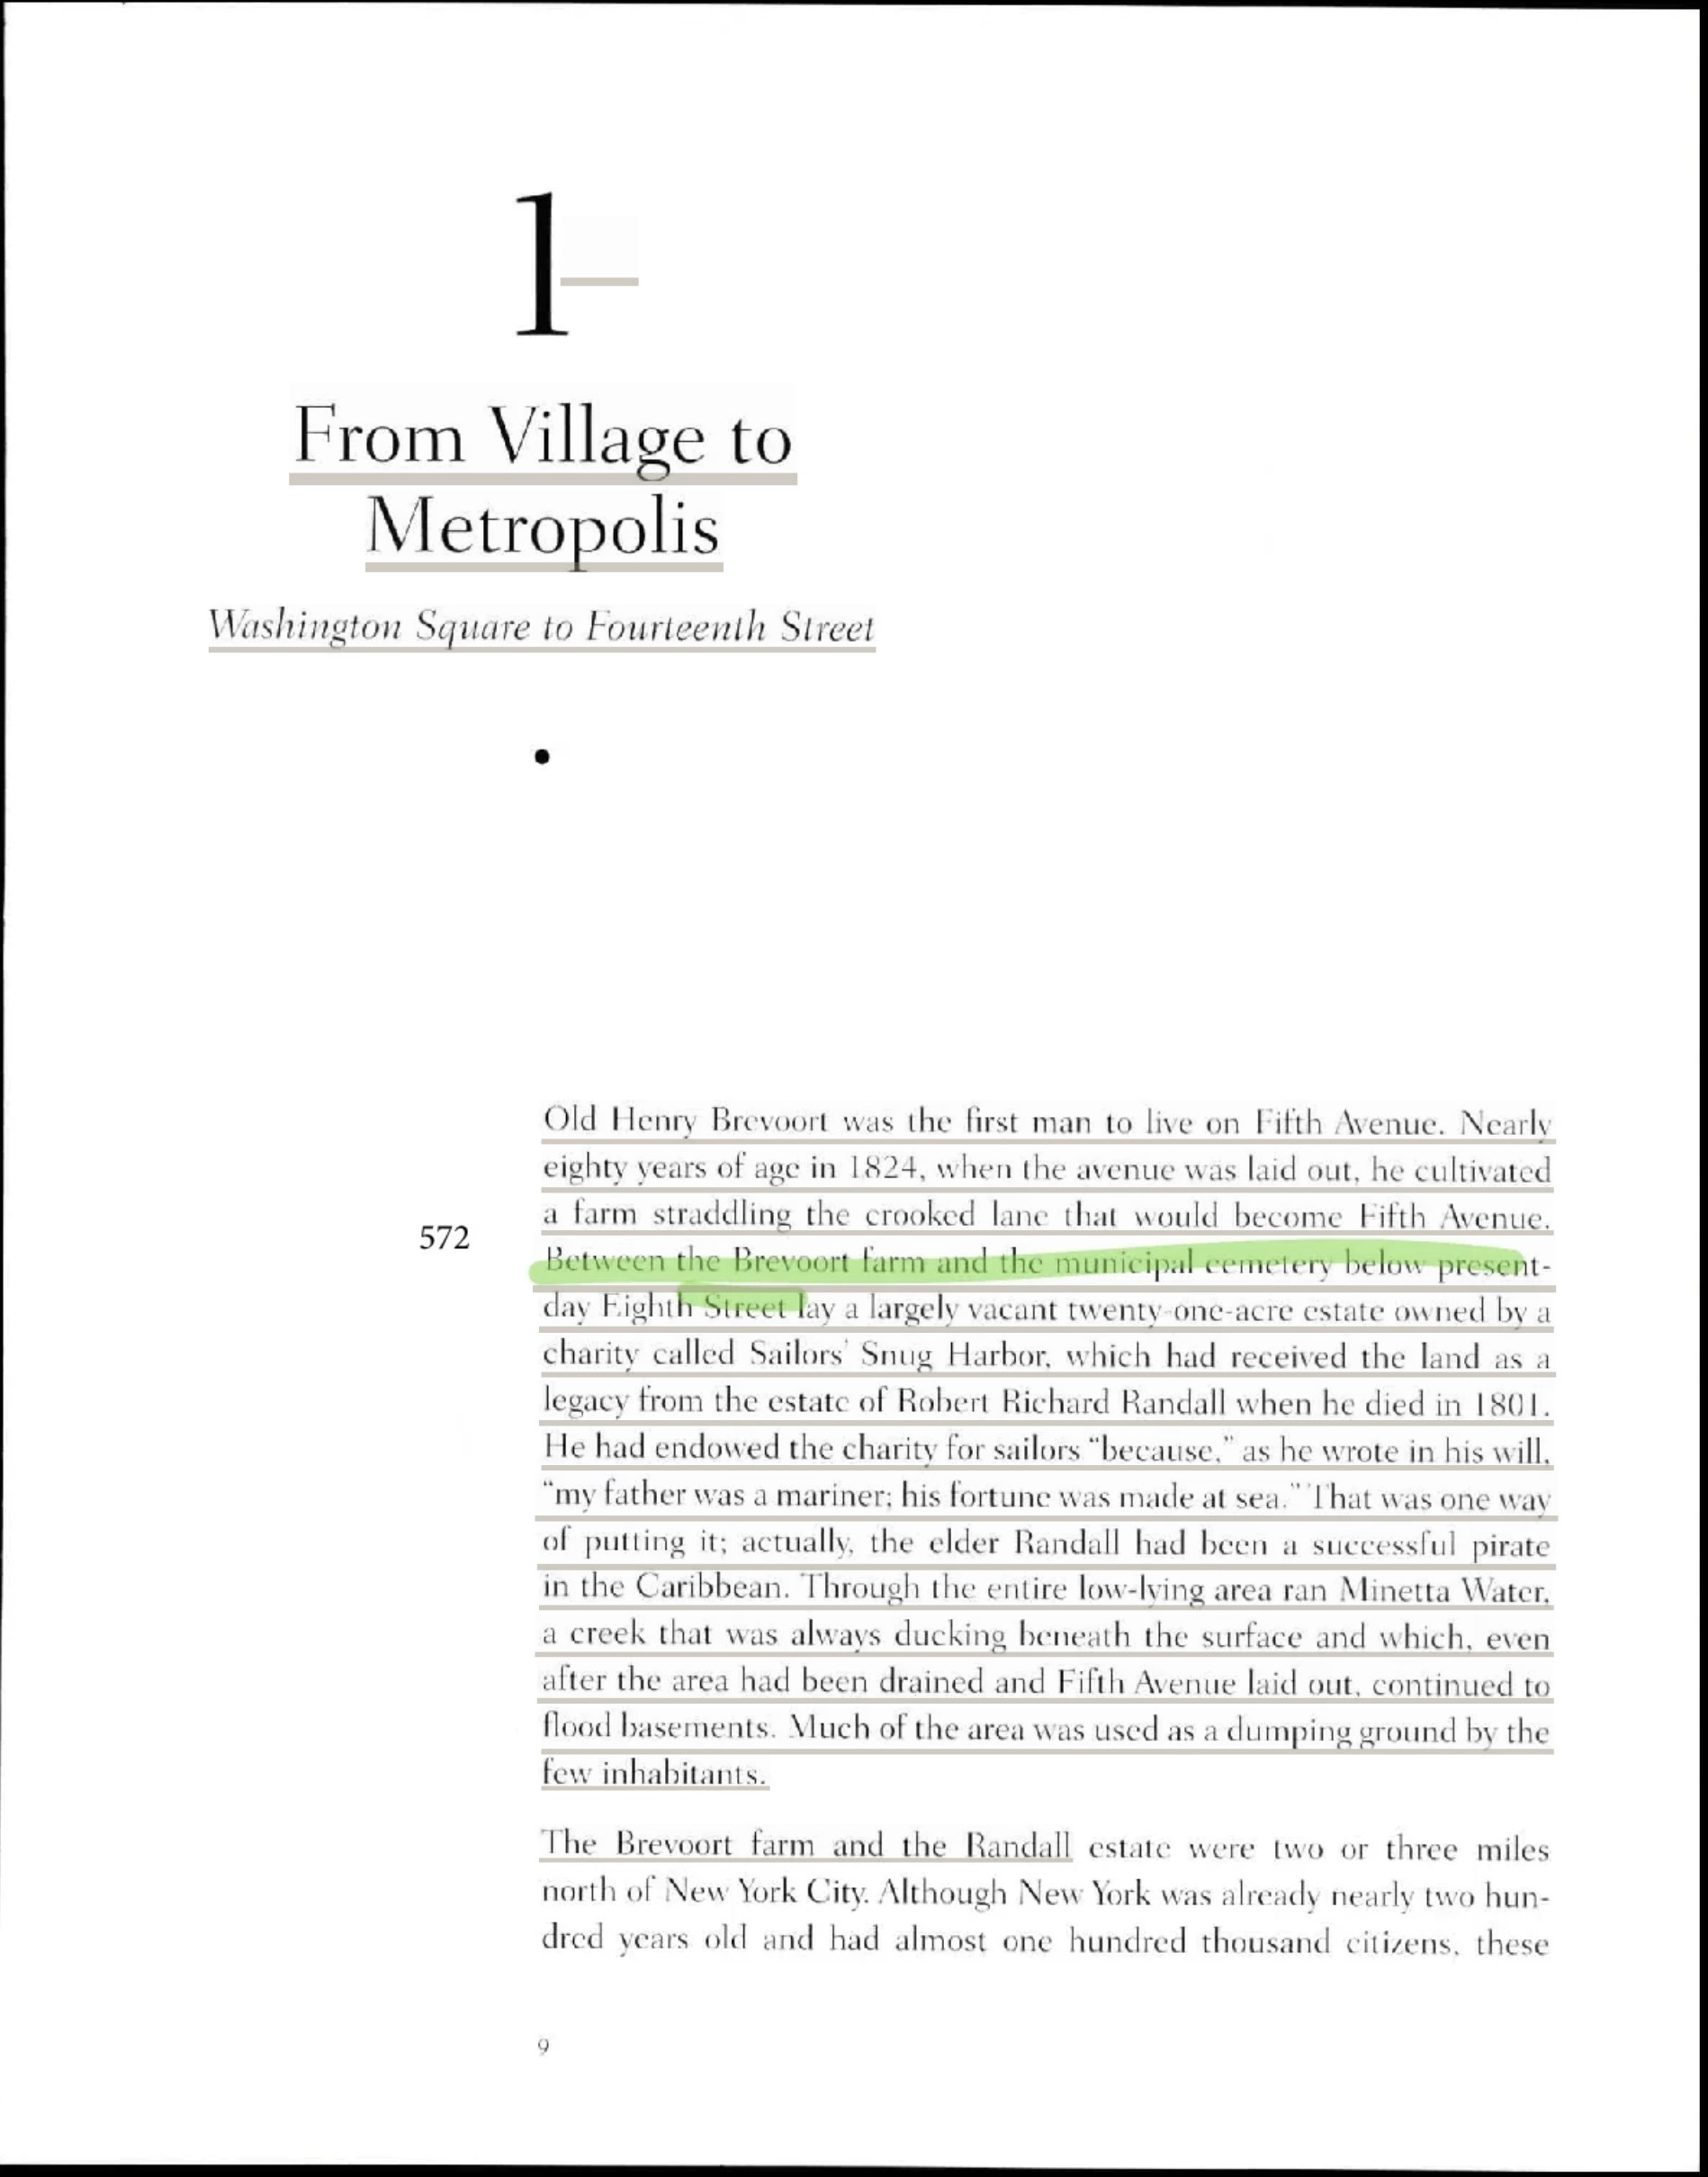 1
From Village to
Metropolis
Washington Square to Fourteenth Street
•
Old Henry Brevoort was the first man to live on Fifth Avenue. Nearly
eighty years of age in 1824, when the avenue was laid out, he cultivated
a farm straddling the crooked lane that would become Fifth Avenue.
572
Between the Brevoort farm and the municipal cemetery below present-
day Eighth Street lay a largely vacant twenty-one-acre estate owned by a
charity called Sailors' Snug Harbor, which had received the land as a
legacy from the estate of Robert Richard Randall when he died in 1801.
He had endowed the charity for sailors “because,” as he wrote in his will,
“my father was a mariner; his fortune was made at sea.” That was one way
of putting it; actually, the elder Randall had been a successful pirate
in the Caribbean. Through the entire low-lying area ran Minetta Water,
a creek that was always ducking beneath the surface and which, even
after the area had been drained and Fifth Avenue laid out, continued to
flood basements. Much of the area was used as a dumping ground by the
few inhabitants.
The Brevoort farm and the Randall estate were two or three miles
north of New York City. Although New York was already nearly two hun-
dred years old and had almost one hundred thousand citizens, these
9